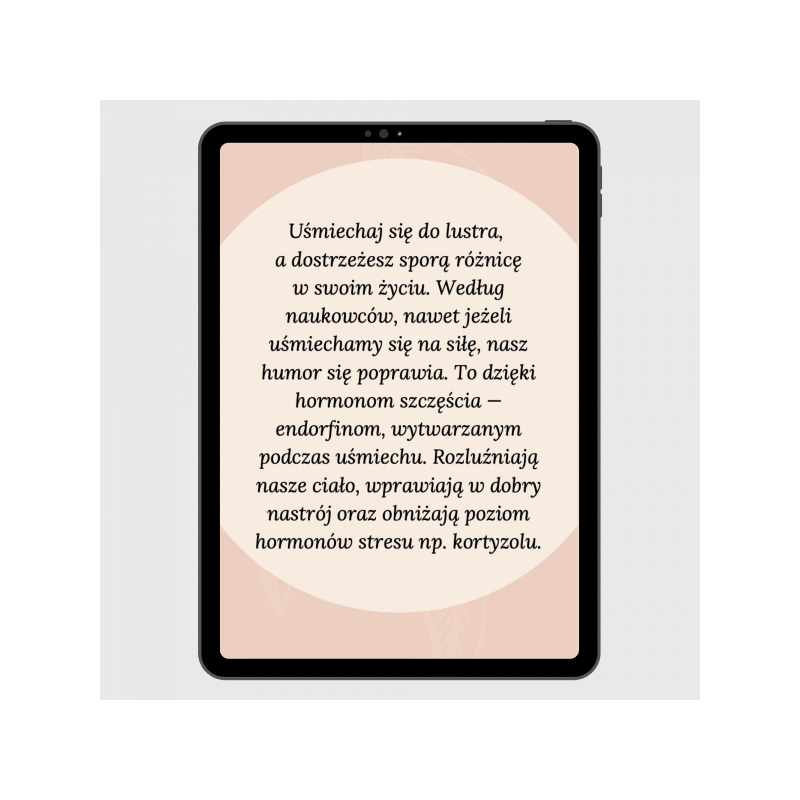 Uśmiechaj się do lustra,
a dostrzeżesz sporą różnicę
w swoim życiu. Według
naukowców, nawet jeżeli
uśmiechamy się na siłę, nasz
humor się poprawia. To dzięki
hormonom szczęścia –
endorfinom, wytwarzanym
podczas uśmiechu. Rozluźniają
nasze ciało, wprawiają w dobry
nastrój oraz obniżają poziom
hormonów stresu np. kortyzolu.